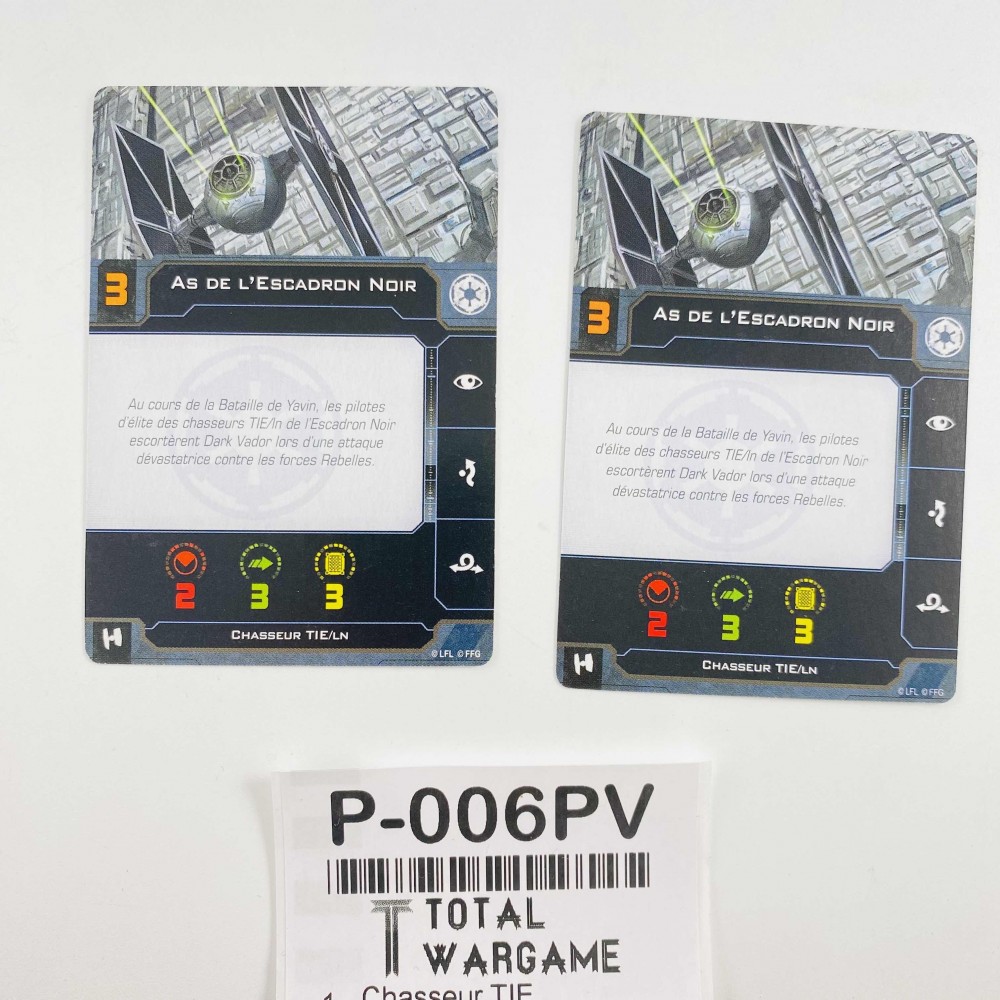 3
As de l'Escadron Noir
Au cours de la Bataille de Yavin, les pilotes
d'élite des chasseurs TIE/ln de l'Escadron Noir
escortèrent Dark Vador lors d'une attaque
dévastatrice contre les forces Rebelles.
2 3 3
Chasseur TIE/ln
© LFL © FFG
3
As de l'Escadron Noir
Au cours de la Bataille de Yavin, les pilotes
d'élite des chasseurs TIE/ln de l'Escadron Noir
escortèrent Dark Vador lors d'une attaque
dévastatrice contre les forces Rebelles.
2 3 3
Chasseur TIE/ln
© LFL © FFG
P-006PV
TOTAL
WARGAME
1 Chasseur TIE